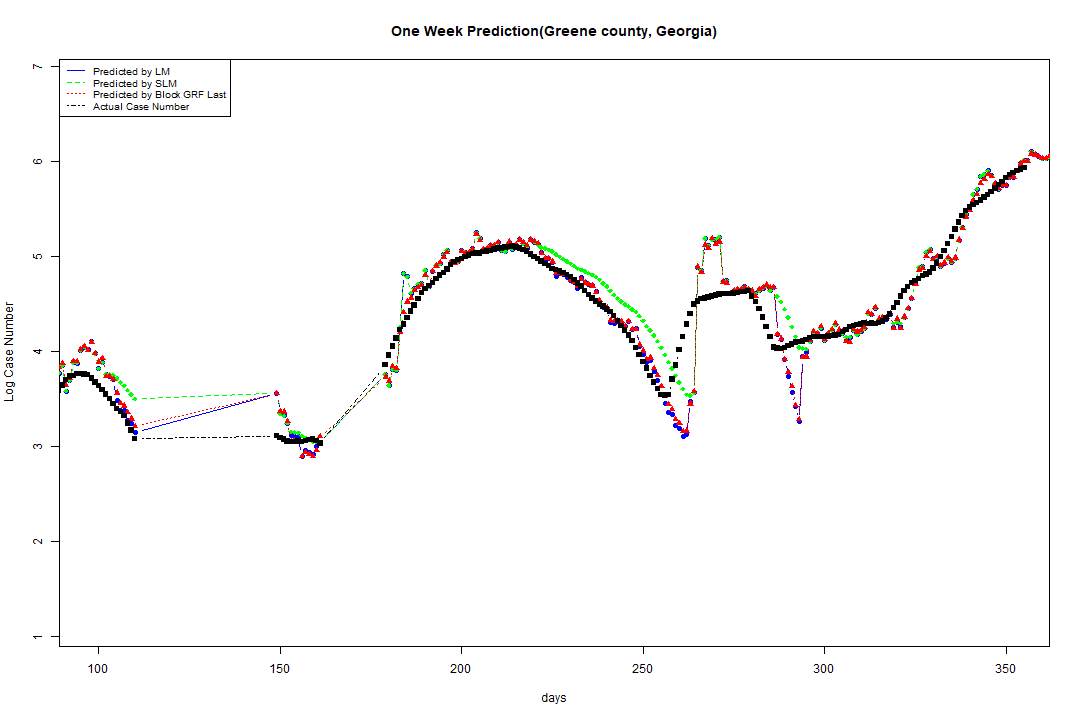 One Week Prediction(Greene county, Georgia)
7
Predicted by LM
Predicted by SLM
Predicted by Block GRF Last
Actual Case Number
6
5
4
3
2
1
Log Case Number
100 150 200 250 300 350
days